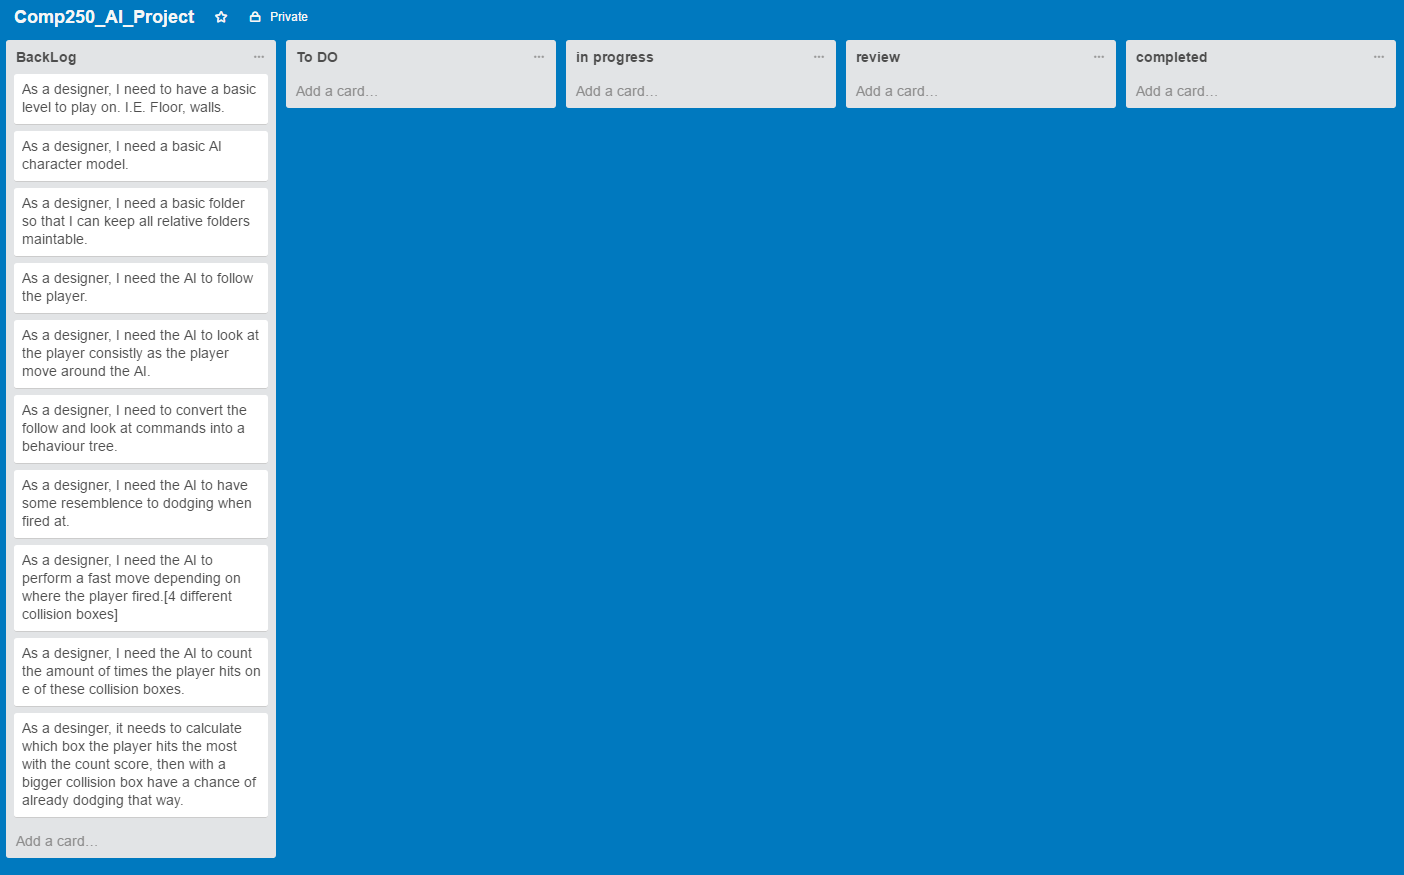 Comp250_AI_Project
Private
BackLog
As a designer, I need to have a basic
level to play on. I.E. Floor, walls.
As a designer, I need a basic AI
character model.
As a designer, I need a basic folder
so that I can keep all relative folders
maintable.
As a designer, I need the AI to follow
the player.
As a designer, I need the AI to look at
the player consistly as the player
move around the AI.
As a designer, I need to convert the
follow and look at commands into a
behaviour tree.
As a designer, I need the AI to have
some resemblence to dodging when
fired at.
As a designer, I need the AI to
perform a fast move depending on
where the player fired.[4 different
collision boxes]
As a designer, I need the AI to count
the amount of times the player hits on
e of these collision boxes.
As a desinger, it needs to calculate
which box the player hits the most
with the count score, then with a
bigger collision box have a chance of
already dodging that way.
Add a card…
To DO
Add a card…
in progress
Add a card…
review
Add a card…
completed
Add a card…